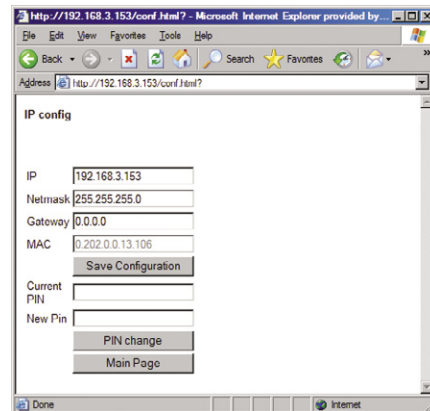 http://192.168.3.153/conf.html? - Microsoft Internet Explorer provided by...
File Edit View Favorites Tools Help
Back Search Favorites »
Address http://192.168.3.153/conf.html?
IP config
IP 192.168.3.153
Netmask 255.255.255.0
Gateway 0.0.0.0
MAC 0.202.0.0.13.106
Save Configuration
Current
PIN
New Pin
PIN change
Main Page
Done Internet